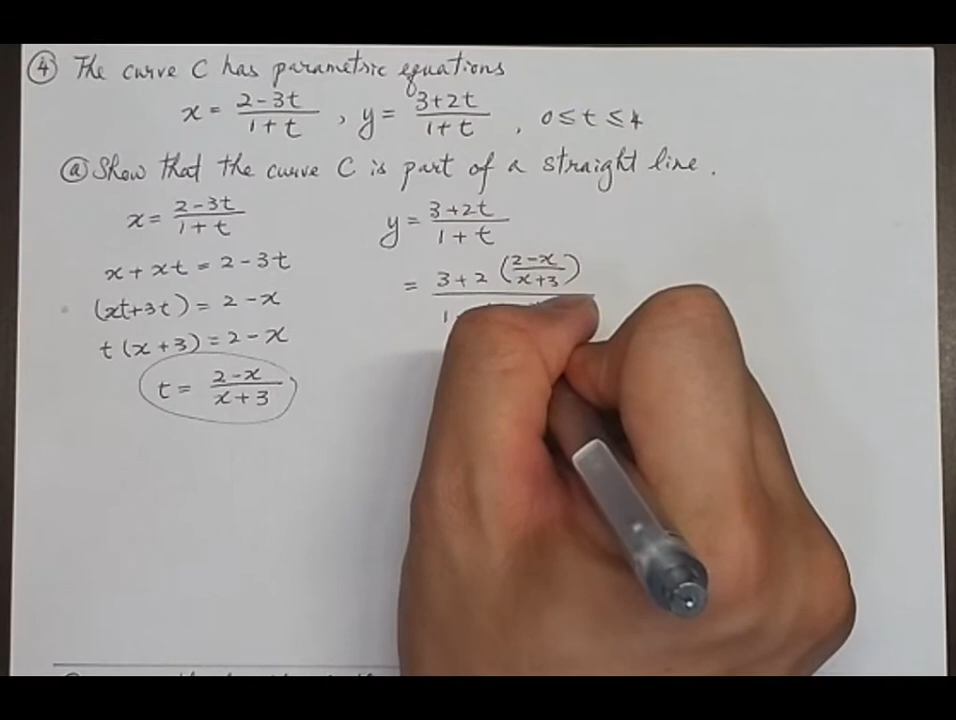 ④ The curve C has parametric equations
x = (2-3t)/(1+t) , y = (3+2t)/(1+t) , 0 ≤ t ≤ 4
ⓐ Show that the curve C is part of a straight line.
x = (2-3t)/(1+t)
x + xt = 2 - 3t
(xt+3t) = 2 - x
t (x+3) = 2 - x
t = (2-x)/(x+3)
y = (3+2t)/(1+t)
= 3+2 ((2-x)/(x+3))
1